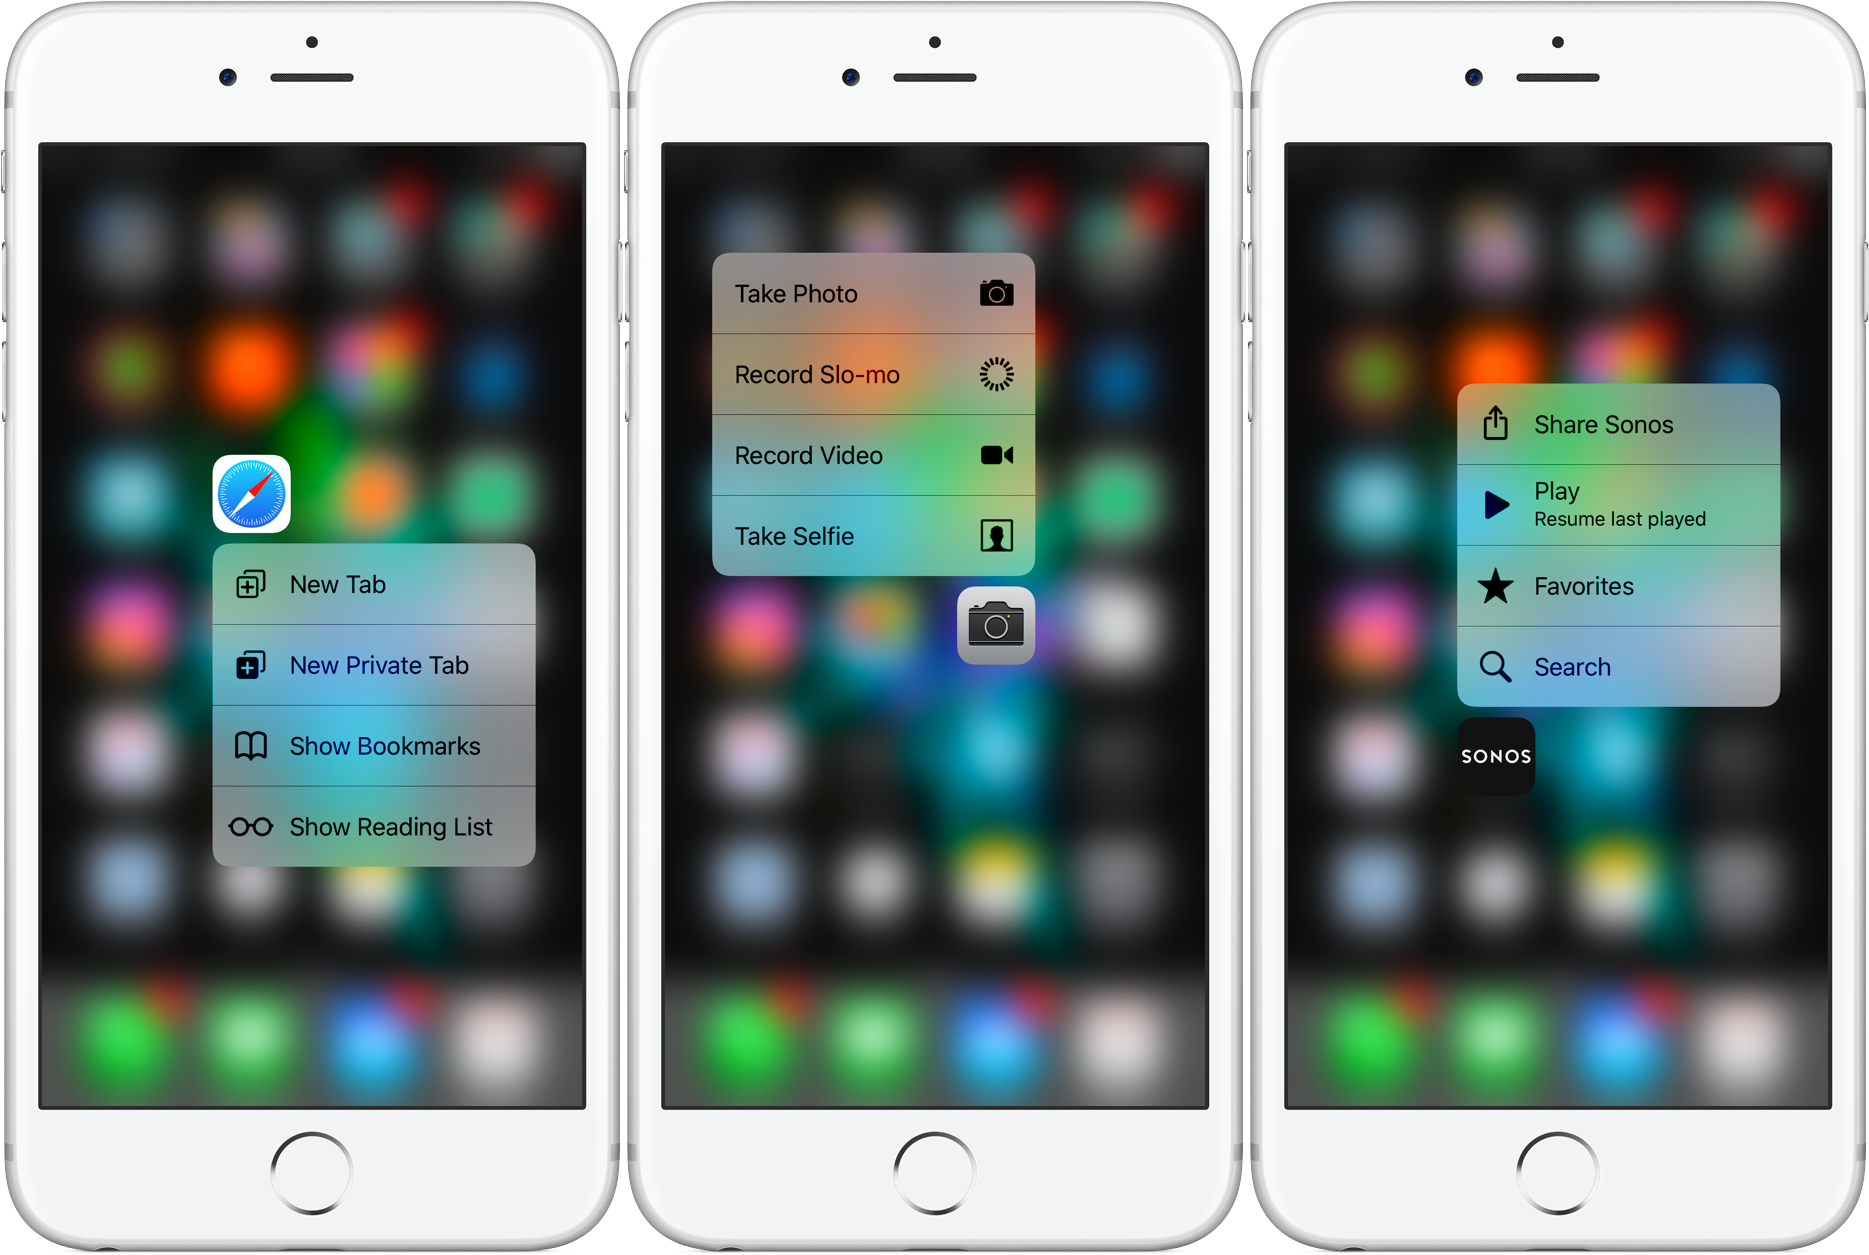 New Tab
New Private Tab
Show Bookmarks
Show Reading List
Take Photo
Record Slo-mo
Record Video
Take Selfie
Share Sonos
Play
Resume last played
Favorites
Search
SONOS